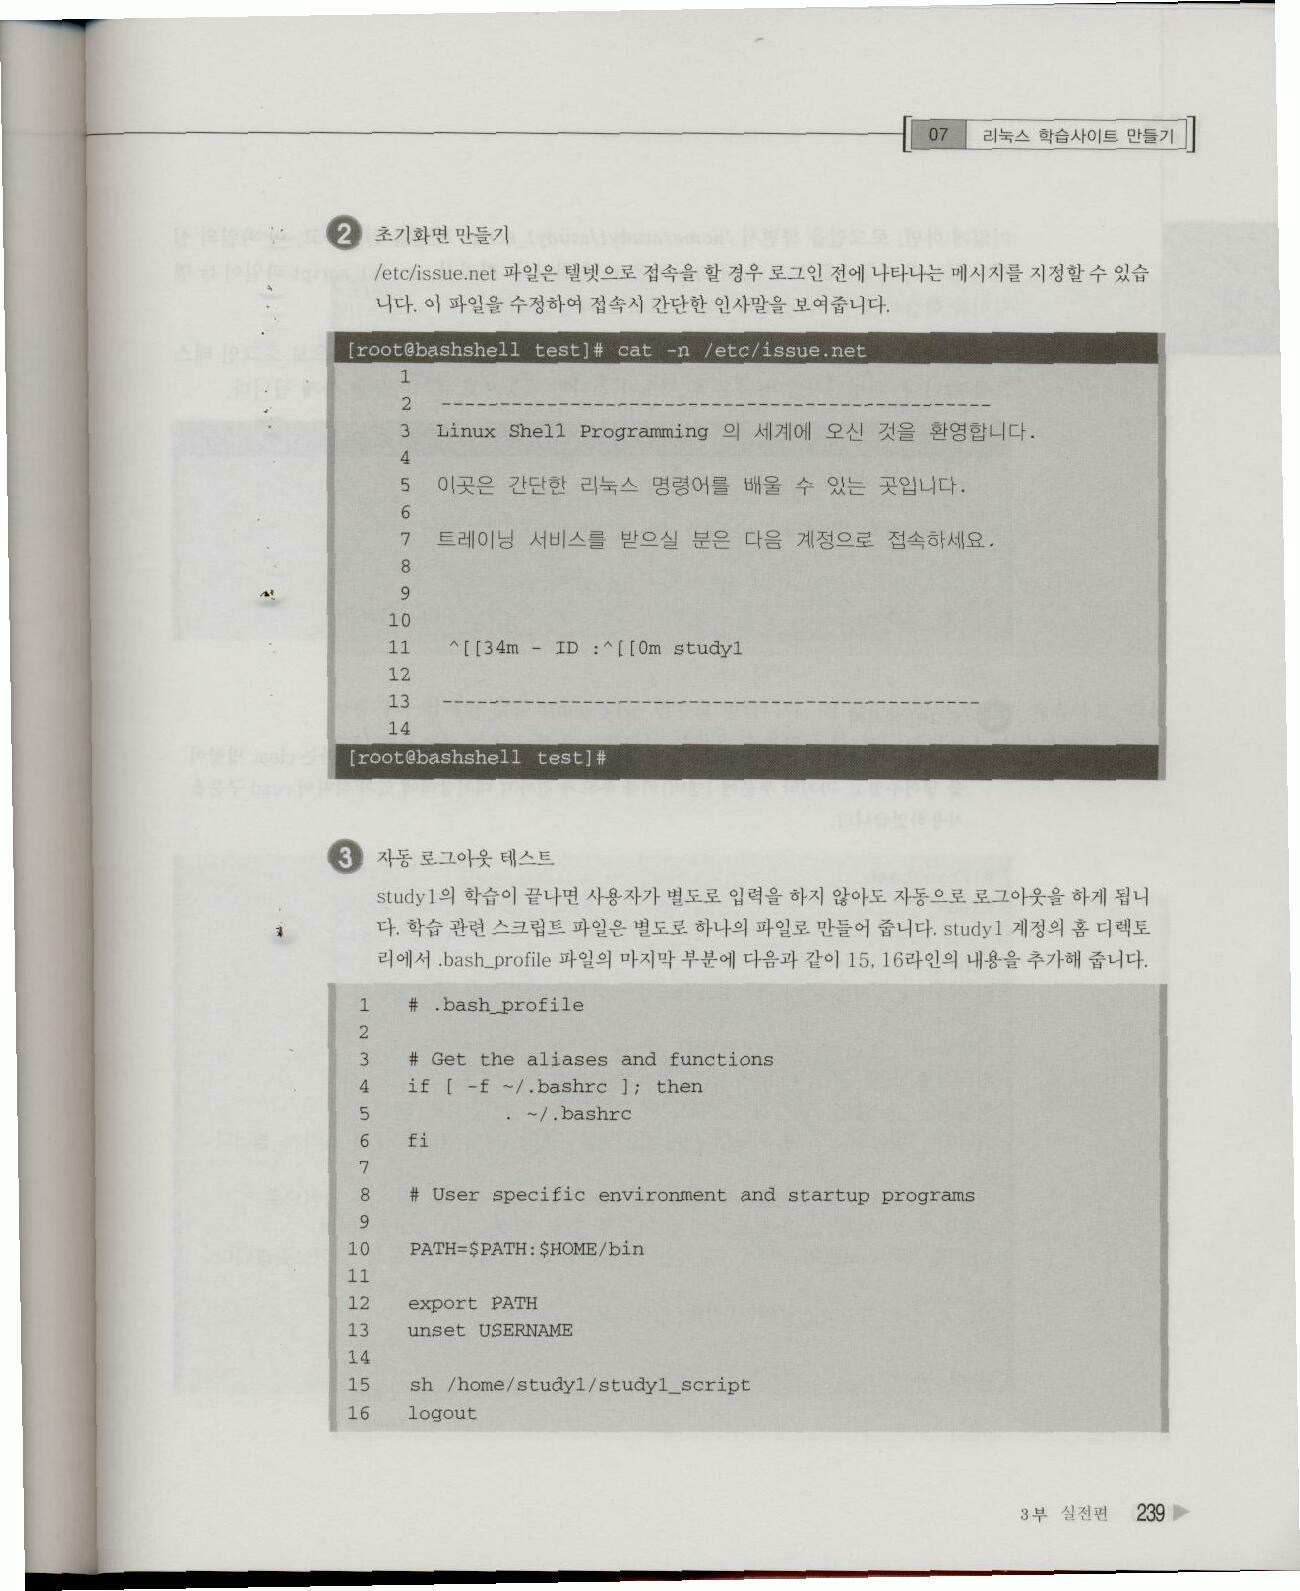 07 리눅스 학습사이트 만들기
2 초기화면 만들기
/etc/issue.net 파일은 텔넷으로 접속을 할 경우 로그인 전에 나타나는 메시지를 지정할 수 있습
니다. 이 파일을 수정하여 접속시 간단한 인사말을 보여줍니다.
[root@bashshell test]# cat -n /etc/issue.net
1
2 -----------------------------------------------
3 Linux Shell Programming 의 세계에 오신 것을 환영합니다.
4
5 이곳은 간단한 리눅스 명령어를 배울 수 있는 곳입니다.
6
7 트레이닝 서비스를 받으실 분은 다음 계정으로 접속하세요.
8
9
10
11 ^[[34m - ID :^[[0m study1
12
13 ----------------------------------------------
14
[root@bashshell test]#
3 자동 로그아웃 테스트
study1의 학습이 끝나면 사용자가 별도로 입력을 하지 않아도 자동으로 로그아웃을 하게 됩니
다. 학습 관련 스크립트 파일은 별도로 하나의 파일로 만들어 줍니다. study1 계정의 홈 디렉토
리에서 .bash_profile 파일의 마지막 부분에 다음과 같이 15, 16라인의 내용을 추가해 줍니다.
1 # .bash_profile
2
3 # Get the aliases and functions
4 if [ -f ~/.bashrc ]; then
5 . ~/.bashrc
6 fi
7
8 # User specific environment and startup programs
9
10 PATH=$PATH:$HOME/bin
11
12 export PATH
13 unset USERNAME
14
15 sh /home/study1/study1_script
16 logout
3부 실전편 239